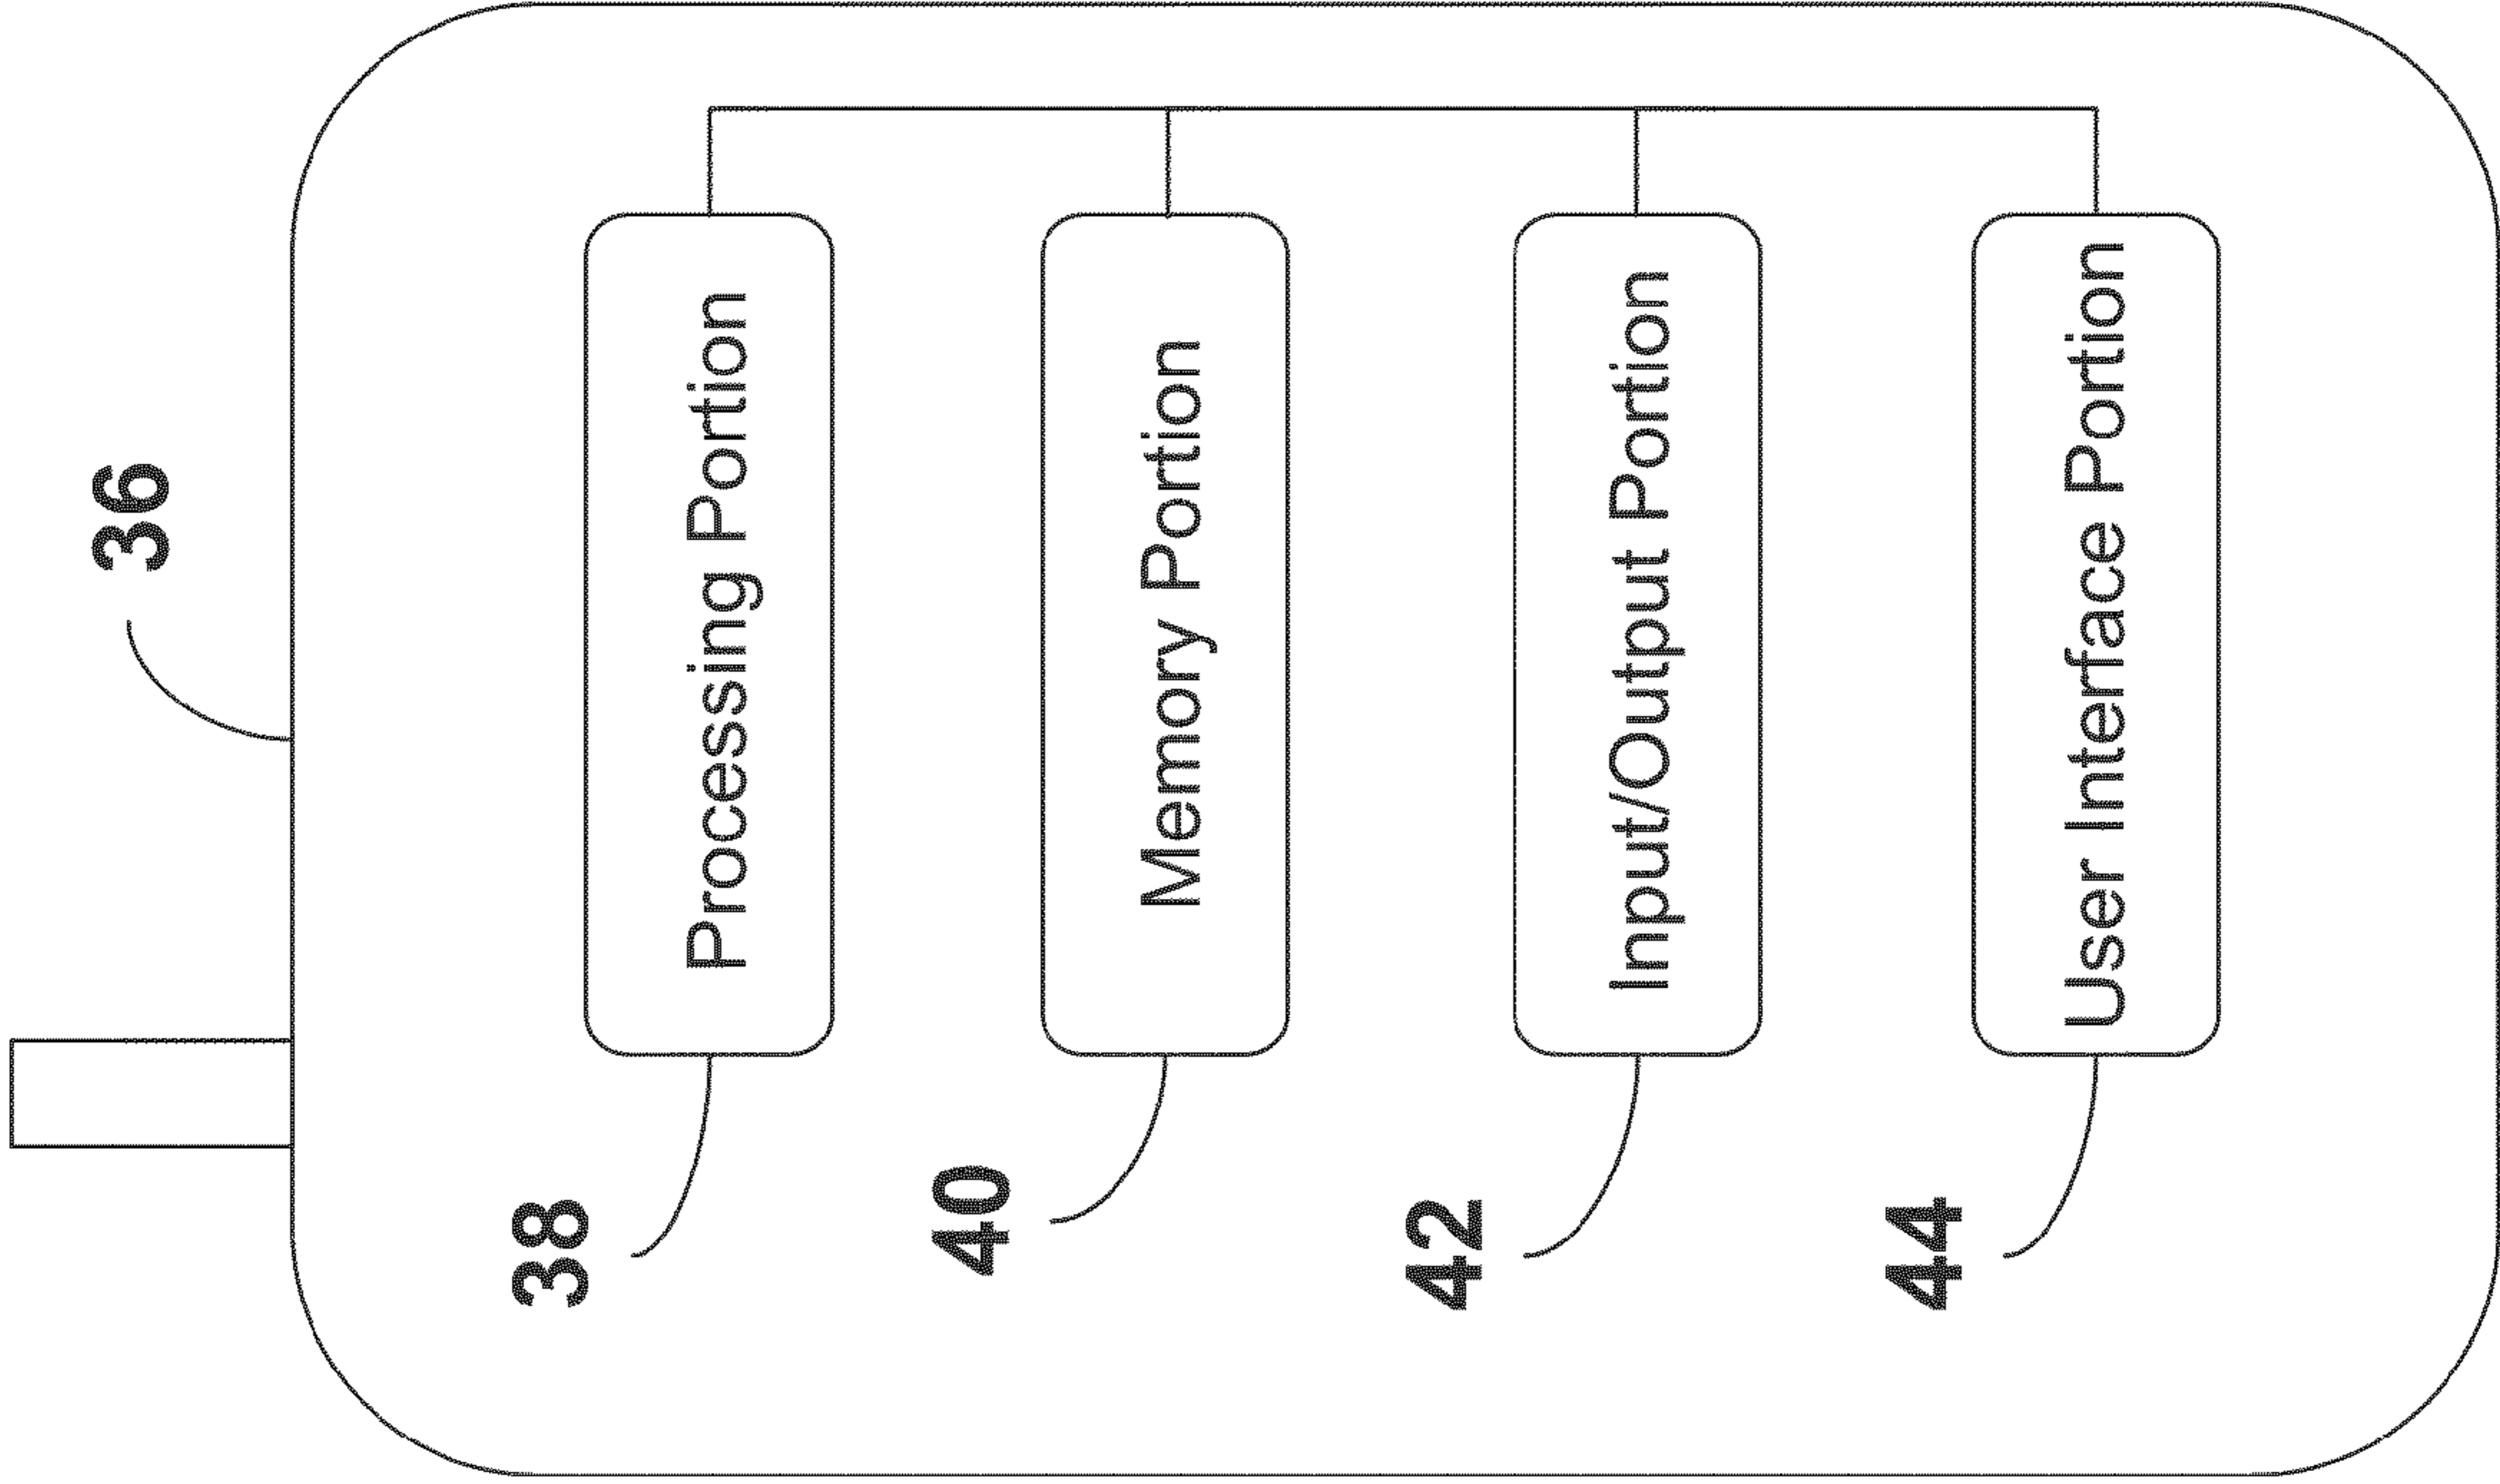 36
38
Processing Portion
40
Memory Portion
42
Input/Output Portion
44
User Interface Portion